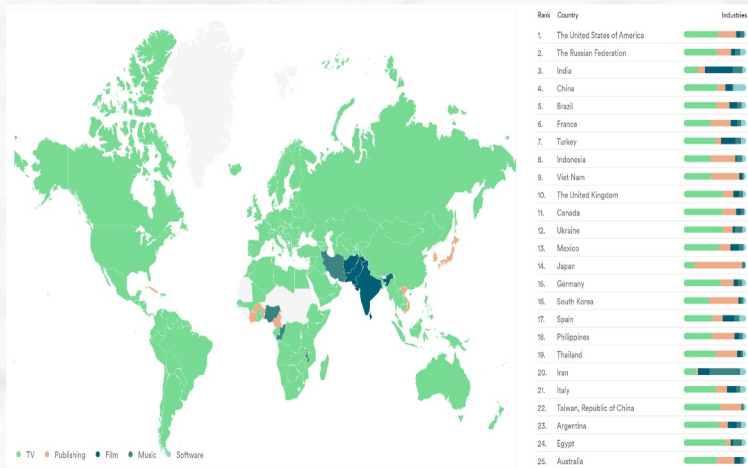 Rank Country Industries
1. The United States of America
2. The Russian Federation
3. India
4. China
5. Brazil
6. France
7. Turkey
8. Indonesia
9. Viet Nam
10. The United Kingdom
11. Canada
12. Ukraine
13. Mexico
14. Japan
15. Germany
16. South Korea
17. Spain
18. Philippines
19. Thailand
20. Iran
21. Italy
22. Taiwan, Republic of China
23. Argentina
24. Egypt
25. Australia
TV Publishing Film Music Software